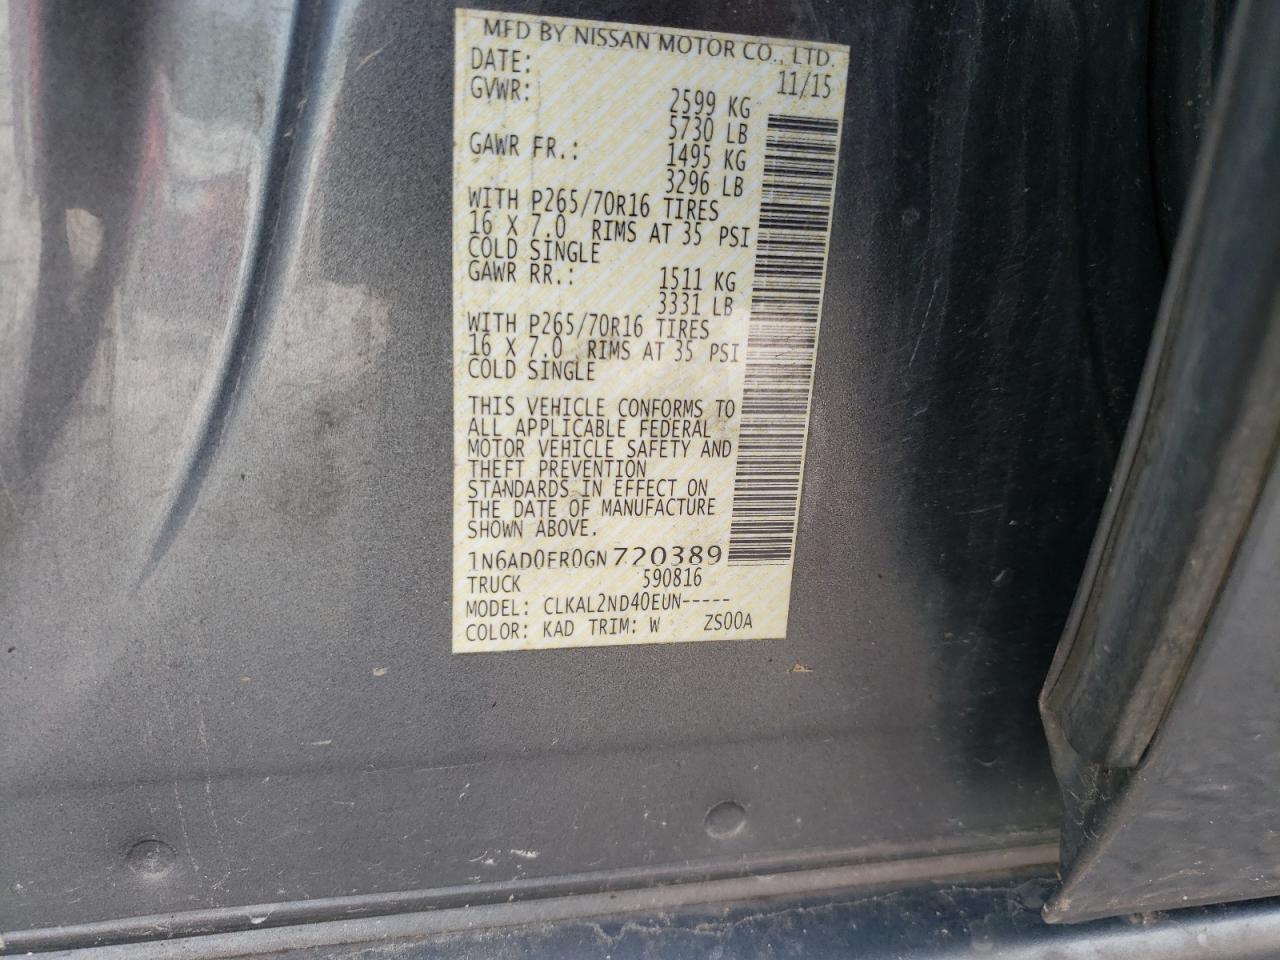 MFD BY NISSAN MOTOR CO., LTD.
DATE: 11/15
GVWR: 2599 KG
5730 LB
GAWR FR.: 1495 KG
3296 LB
WITH P265/70R16 TIRES
16 X 7.0 RIMS AT 35 PSI
COLD SINGLE
GAWR RR.: 1511 KG
3331 LB
WITH P265/70R16 TIRES
16 X 7.0 RIMS AT 35 PSI
COLD SINGLE
THIS VEHICLE CONFORMS TO
ALL APPLICABLE FEDERAL
MOTOR VEHICLE SAFETY AND
THEFT PREVENTION
STANDARDS IN EFFECT ON
THE DATE OF MANUFACTURE
SHOWN ABOVE.
1N6AD0FR0GN720389
TRUCK 590816
MODEL: CLKAL2ND40EUN-----
COLOR: KAD TRIM: W ZS00A